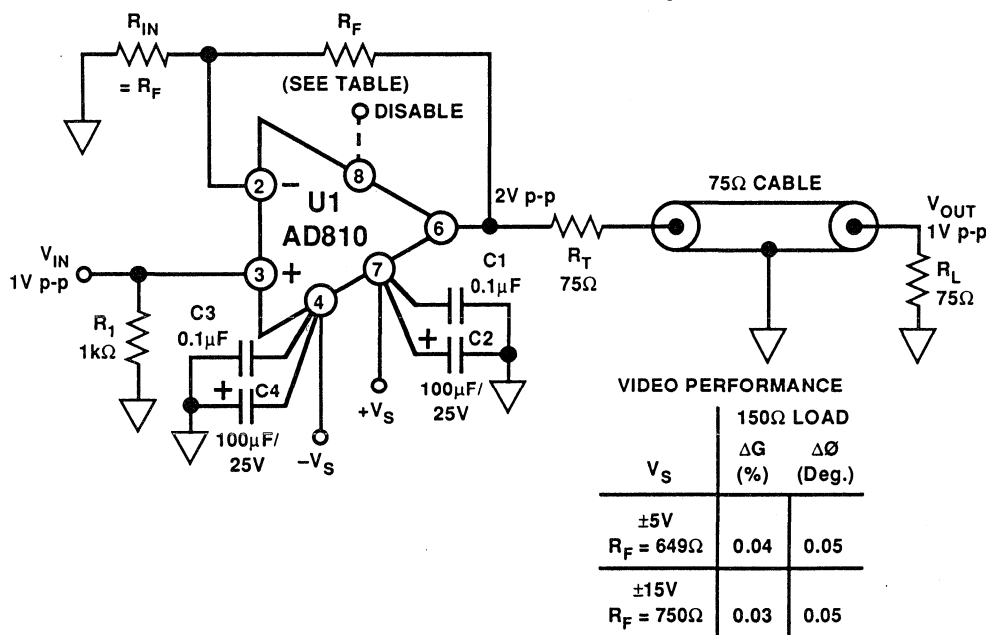 R_IN
= R_F
R_F
(SEE TABLE)
DISABLE
8
2
−
U1
AD810
6
2V p-p
75Ω CABLE
V_OUT
1V p-p
R_L
75Ω
R_T
75Ω
V_IN
1V p-p
3
+
7
4
C1
0.1µF
+
C2
100µF/
25V
R_1
1kΩ
C3
0.1µF
+
C4
100µF/
25V
+V_S
−V_S
VIDEO PERFORMANCE
150Ω LOAD
V_S
ΔG
(%)
ΔØ
(Deg.)
±5V
R_F = 649Ω 0.04 0.05
±15V
R_F = 750Ω 0.03 0.05